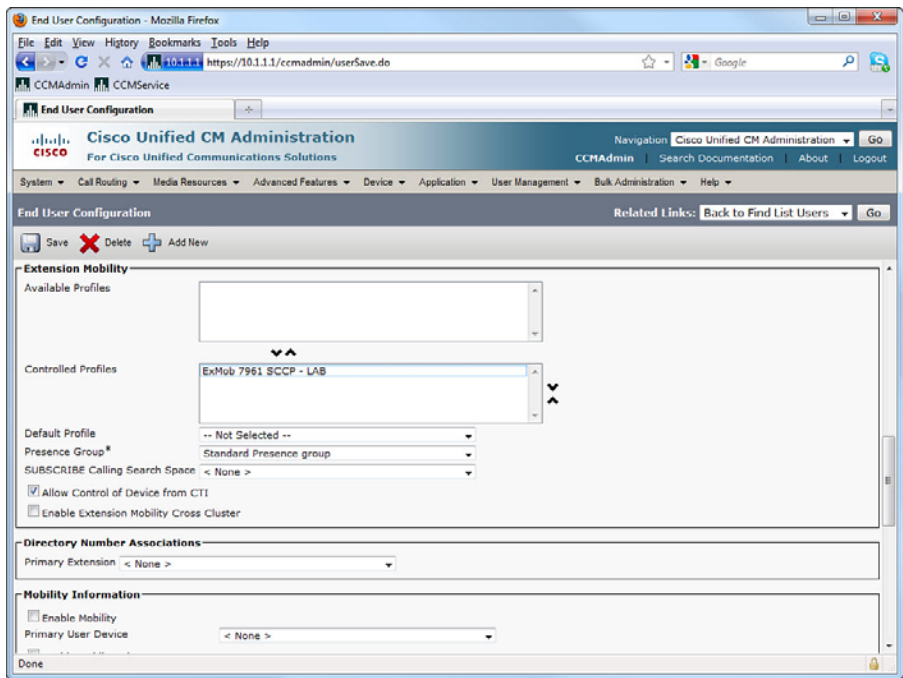 End User Configuration - Mozilla Firefox
File Edit View History Bookmarks Tools Help
10.1.1.1 https://10.1.1.1/ccmadmin/userSave.do Google
CCMAdmin CCMService
End User Configuration
cisco
Cisco Unified CM Administration
For Cisco Unified Communications Solutions
Navigation Cisco Unified CM Administration Go
CCMAdmin | Search Documentation | About | Logout
System Call Routing Media Resources Advanced Features Device Application User Management Bulk Administration Help
End User Configuration
Related Links: Back to Find List Users Go
Save Delete Add New
Extension Mobility
Available Profiles
Controlled Profiles
ExMob 7961 SCCP - LAB
Default Profile -- Not Selected --
Presence Group* Standard Presence group
SUBSCRIBE Calling Search Space < None >
Allow Control of Device from CTI
Enable Extension Mobility Cross Cluster
Directory Number Associations
Primary Extension < None >
Mobility Information
Enable Mobility
Primary User Device < None >
Done